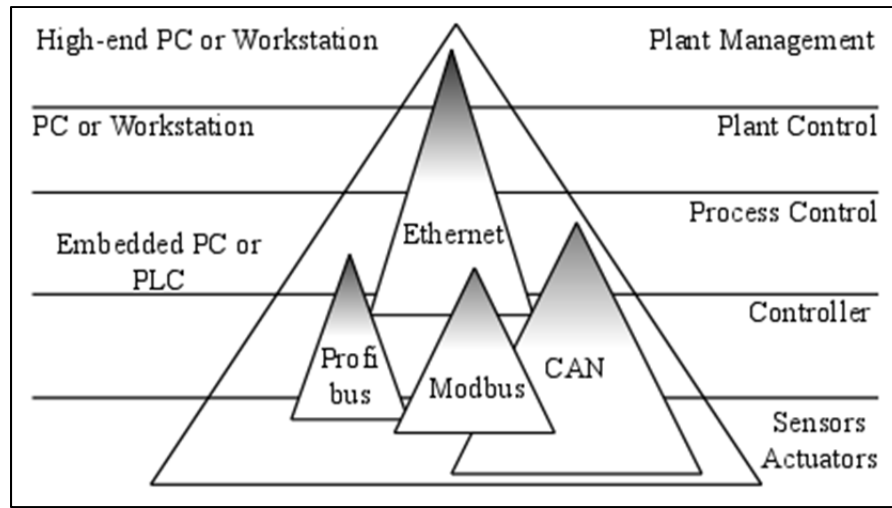 High-end PC or Workstation
Plant Management
PC or Workstation
Plant Control
Process Control
Embedded PC or
PLC
Ethernet
Controller
Profi
bus
Modbus
CAN
Sensors
Actuators